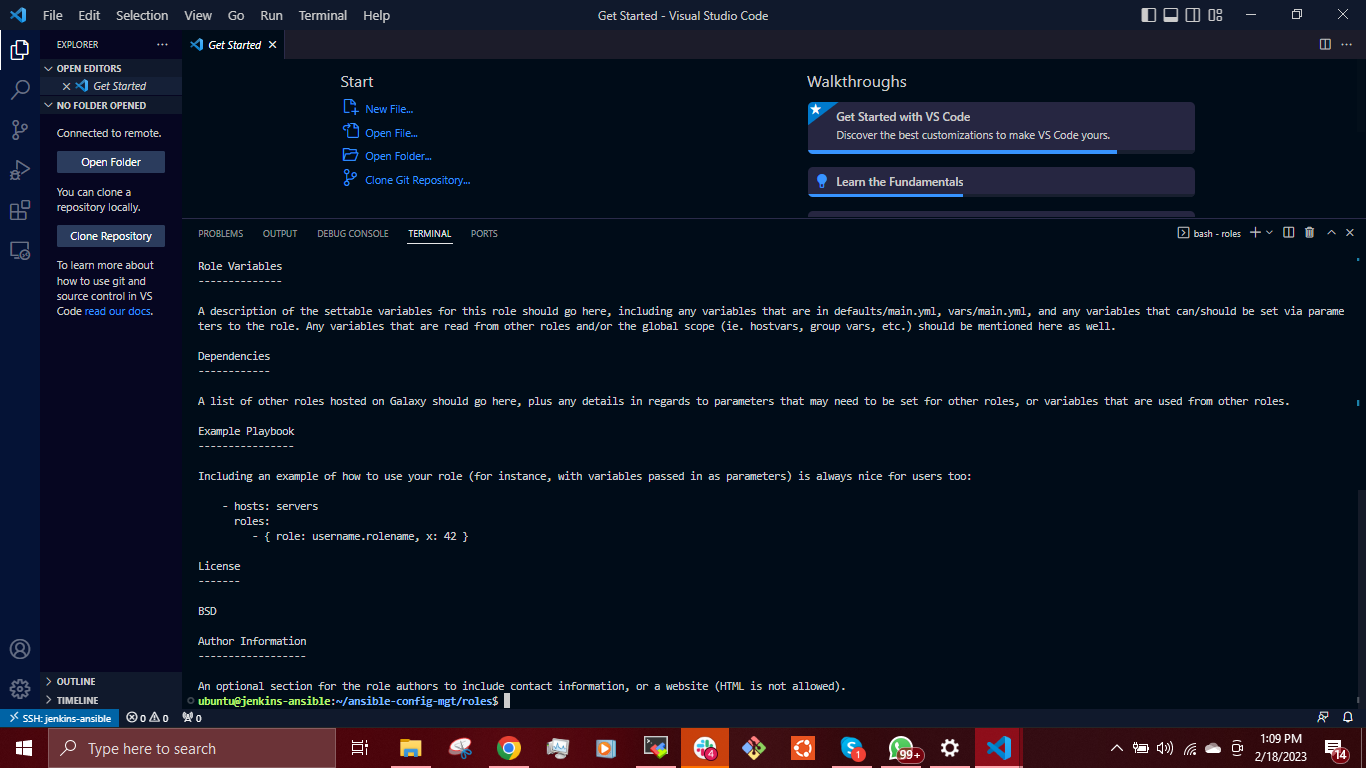 File Edit Selection View Go Run Terminal Help
Get Started - Visual Studio Code
EXPLORER
Get Started
OPEN EDITORS
Get Started
NO FOLDER OPENED
Connected to remote.
Open Folder
You can clone a
repository locally.
Clone Repository
To learn more about
how to use git and
source control in VS
Code read our docs.
OUTLINE
TIMELINE
Start
New File...
Open File...
Open Folder...
Clone Git Repository...
Walkthroughs
Get Started with VS Code
Discover the best customizations to make VS Code yours.
Learn the Fundamentals
PROBLEMS OUTPUT DEBUG CONSOLE TERMINAL PORTS
bash - roles
Role Variables
--------------
A description of the settable variables for this role should go here, including any variables that are in defaults/main.yml, vars/main.yml, and any variables that can/should be set via parame
ters to the role. Any variables that are read from other roles and/or the global scope (ie. hostvars, group vars, etc.) should be mentioned here as well.
Dependencies
------------
A list of other roles hosted on Galaxy should go here, plus any details in regards to parameters that may need to be set for other roles, or variables that are used from other roles.
Example Playbook
----------------
Including an example of how to use your role (for instance, with variables passed in as parameters) is always nice for users too:
- hosts: servers
roles:
- { role: username.rolename, x: 42 }
License
-------
BSD
Author Information
------------------
An optional section for the role authors to include contact information, or a website (HTML is not allowed).
ubuntu@jenkins-ansible:~/ansible-config-mgt/roles$
SSH: jenkins-ansible 0 0 0
Type here to search
4
1
99+
1:09 PM
2/18/2023
14